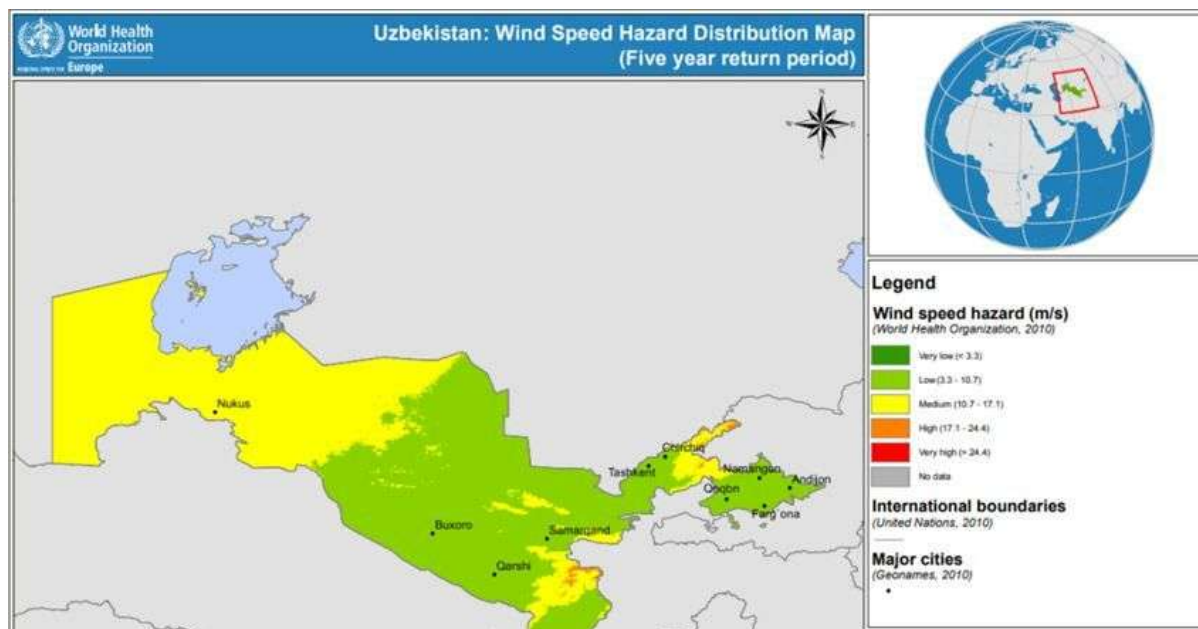 World Health
Organization
REGIONAL OFFICE FOR Europe
Uzbekistan: Wind Speed Hazard Distribution Map
(Five year return period)
N
W E
S
Nukus
Chirchiq
Tashkent
Namangan
Andijon
Qoqon
Farg`ona
Buxoro
Samarqand
Qarshi
Legend
Wind speed hazard (m/s)
(World Health Organization, 2010)
Very low (< 3.3)
Low (3.3 - 10.7)
Medium (10.7 - 17.1)
High (17.1 - 24.4)
Very high (> 24.4)
No data
International boundaries
(United Nations, 2010)
Major cities
(Geonames, 2010)